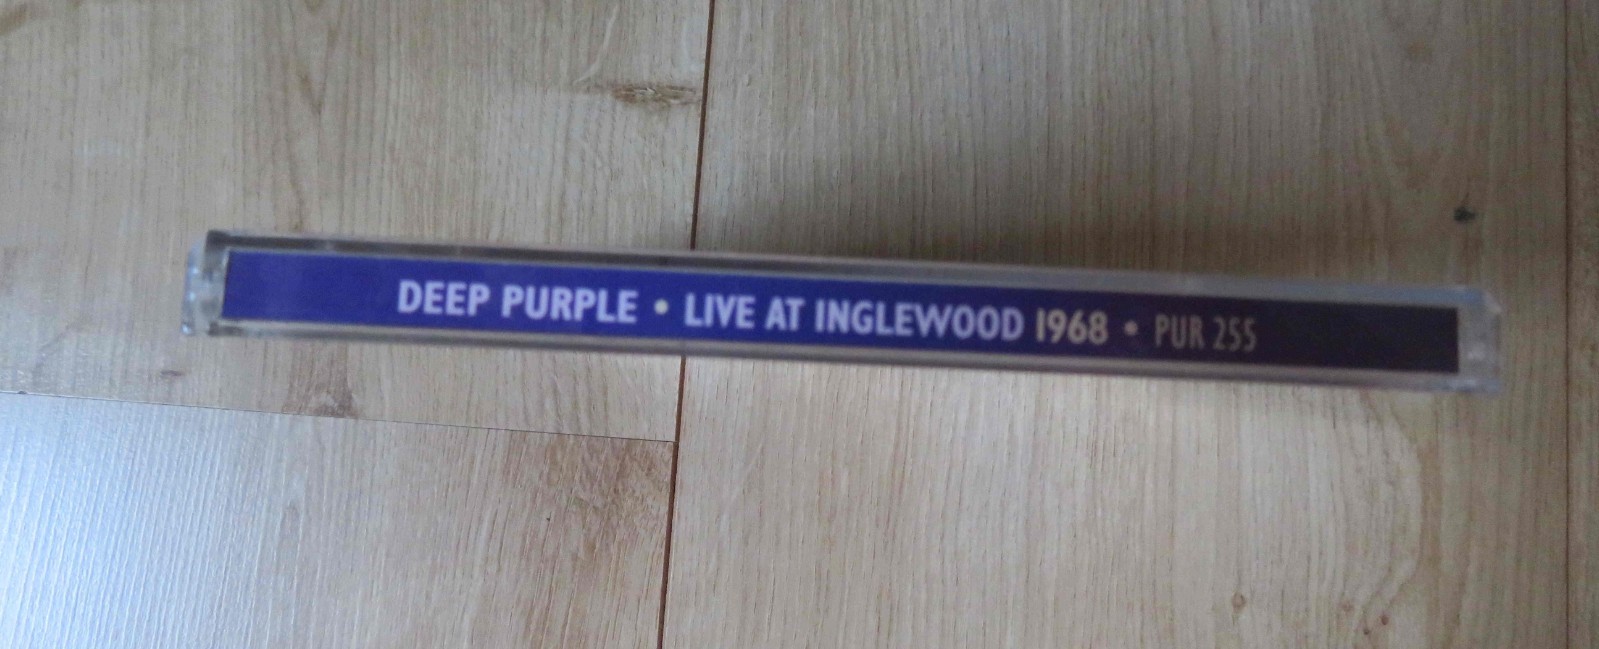 DEEP PURPLE • LIVE AT INGLEWOOD 1968 • PUR 255